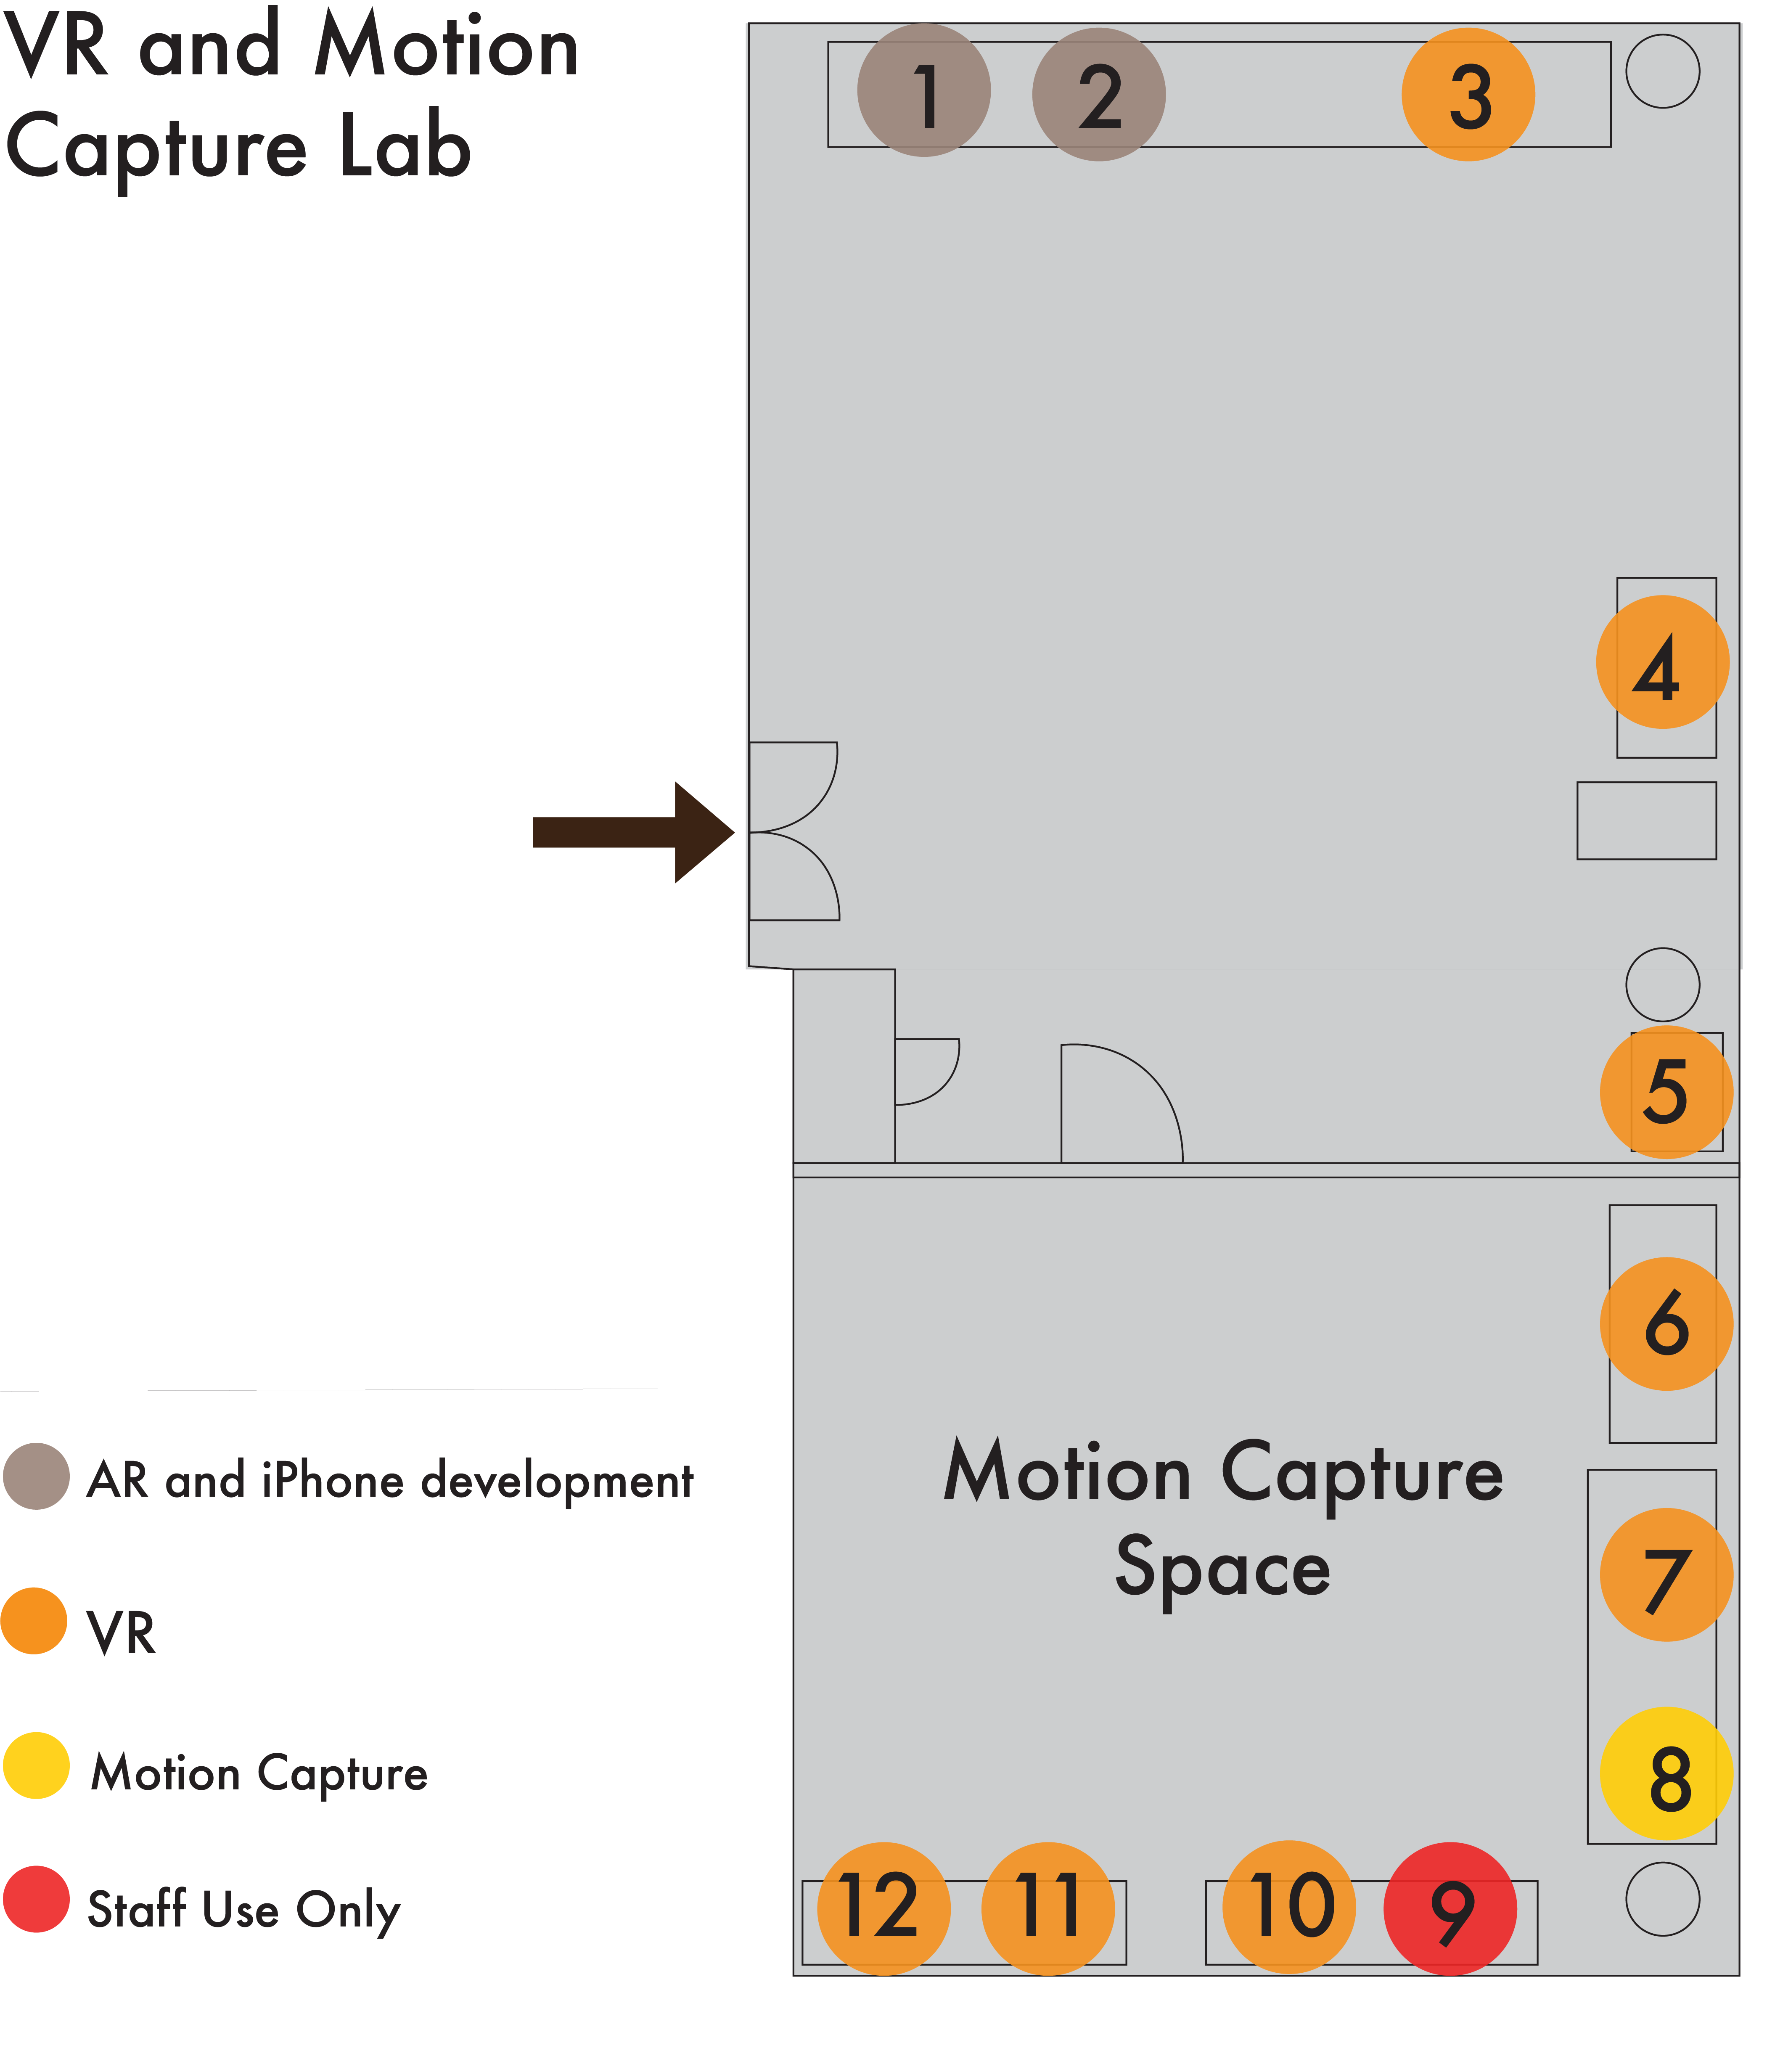 VR and Motion
Capture Lab
1
2
3
4
5
6
Motion Capture
Space
7
8
12
11
10
9
AR and iPhone development
VR
Motion Capture
Staff Use Only